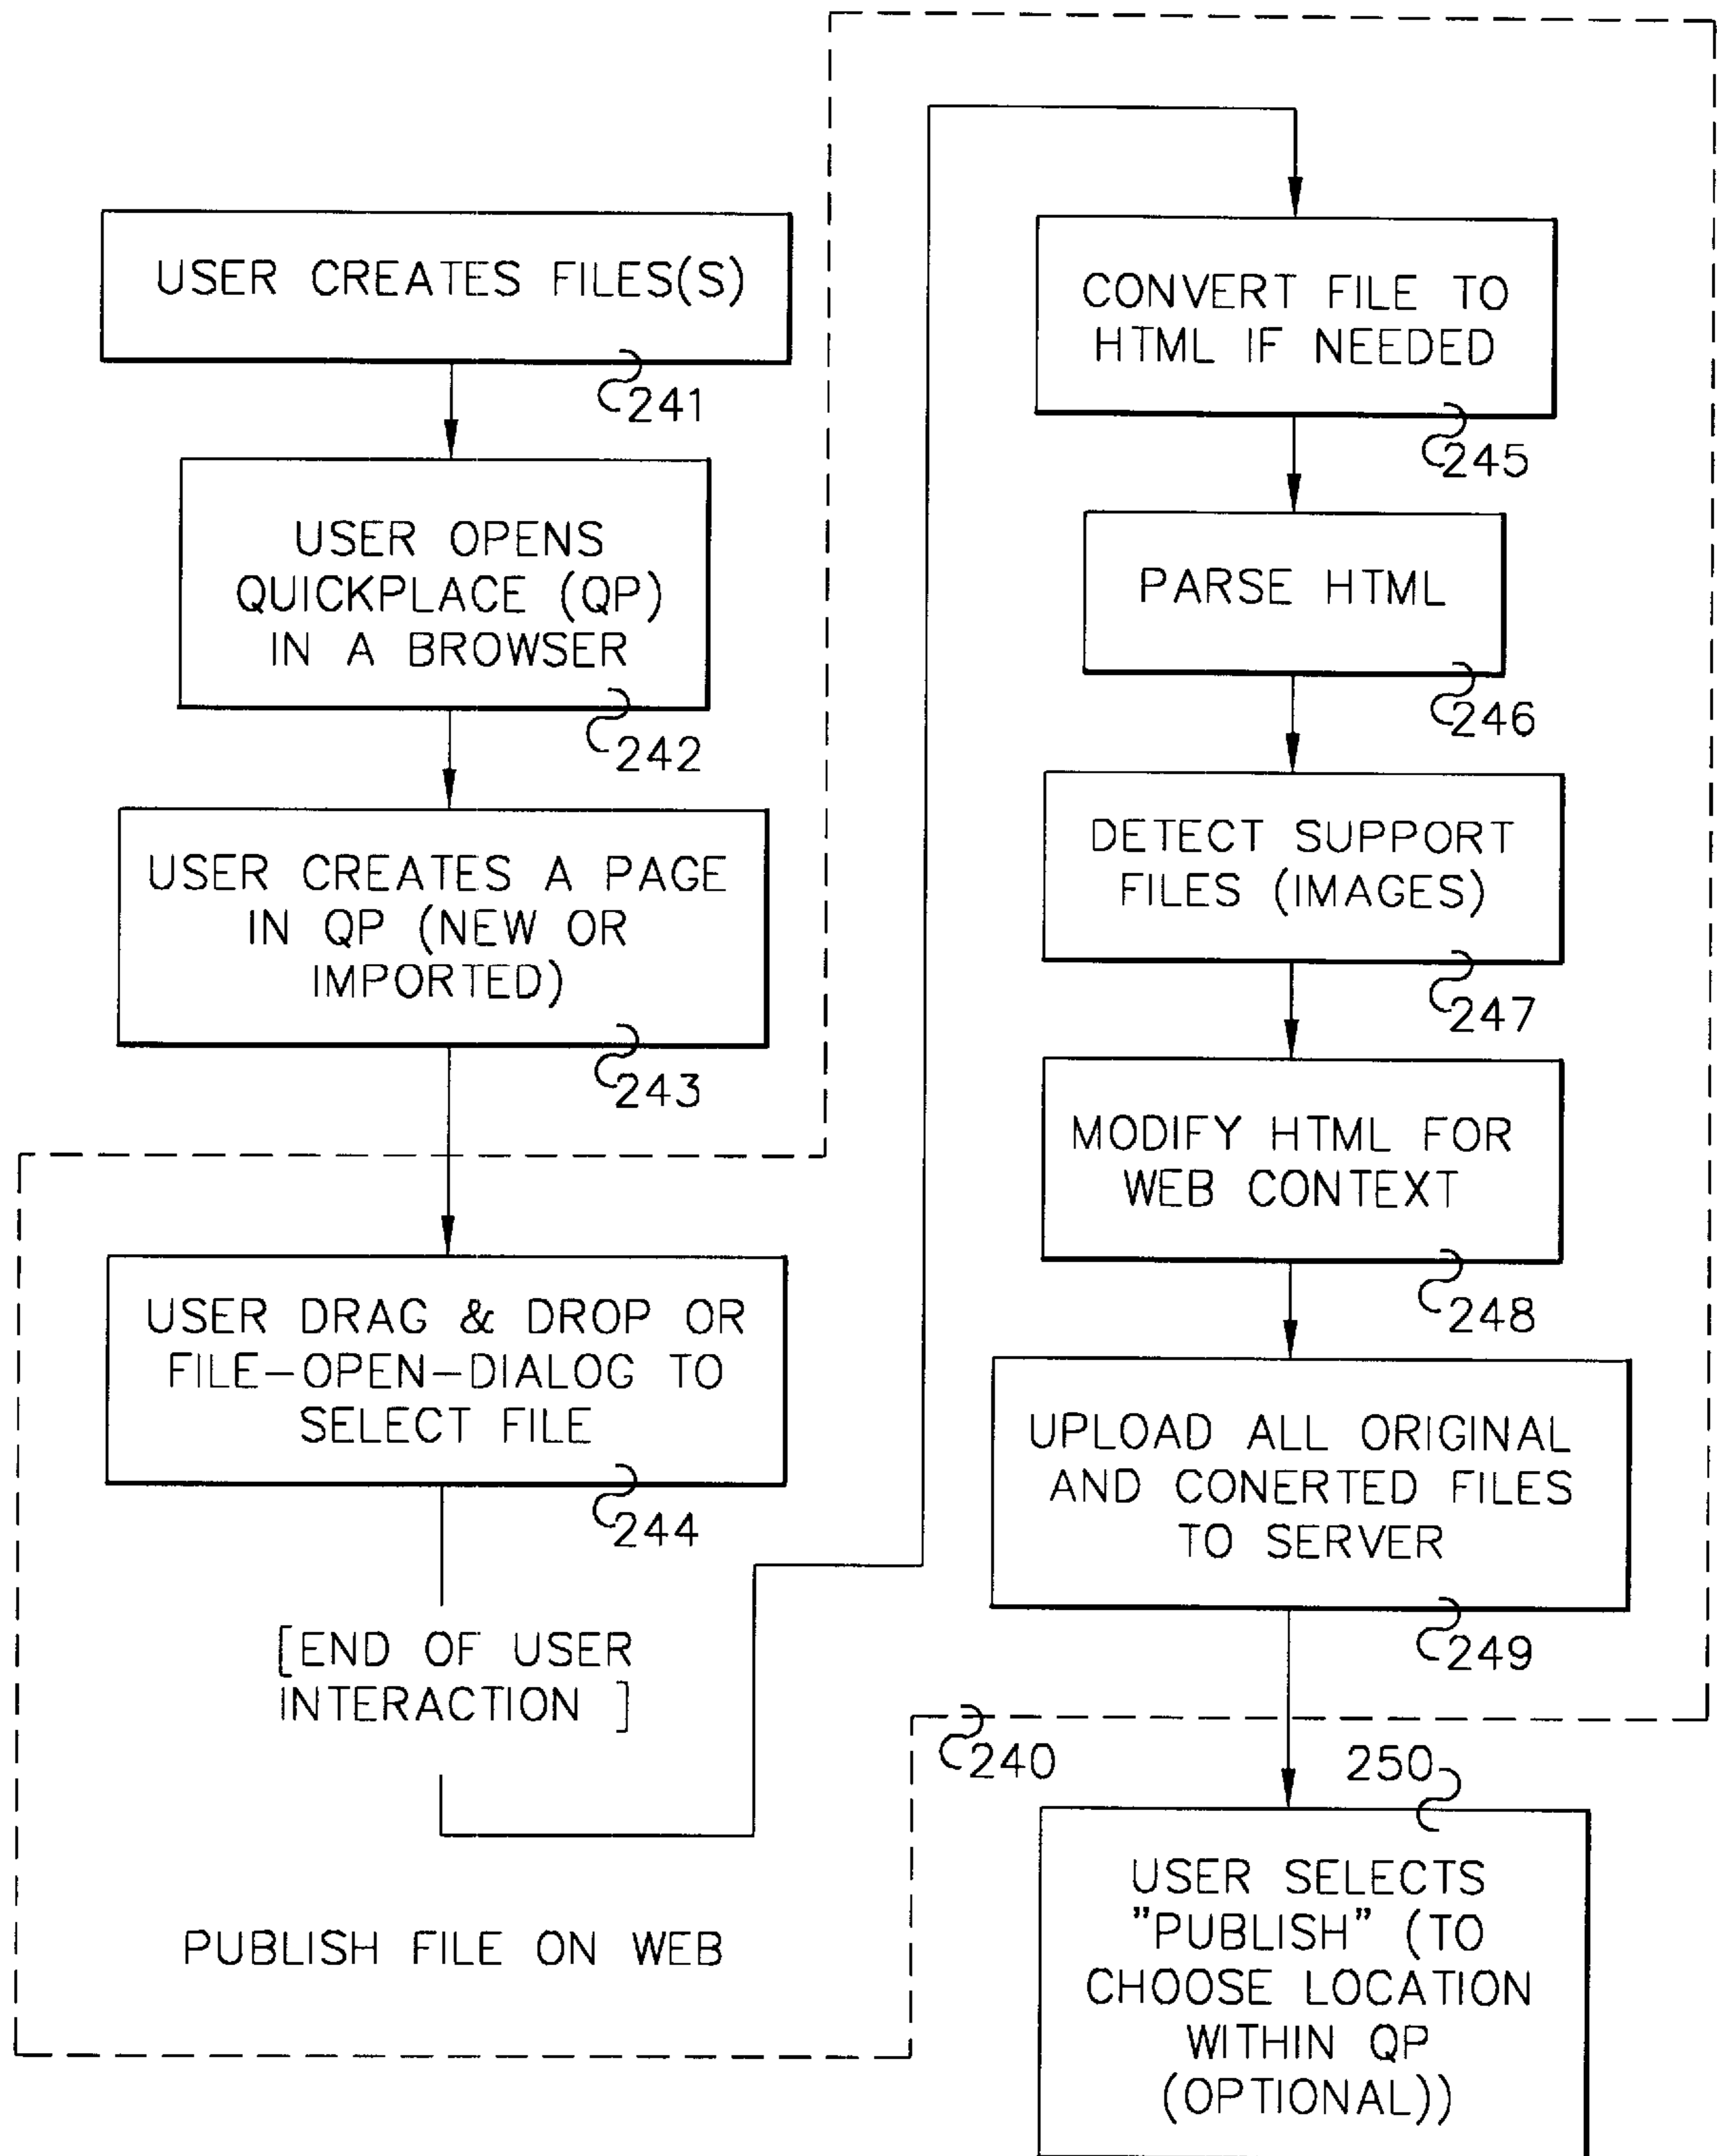 USER CREATES FILES(S)
241
USER OPENS
QUICKPLACE (QP)
IN A BROWSER
242
USER CREATES A PAGE
IN QP (NEW OR
IMPORTED)
243
USER DRAG & DROP OR
FILE-OPEN-DIALOG TO
SELECT FILE
244
[END OF USER
INTERACTION ]
PUBLISH FILE ON WEB
CONVERT FILE TO
HTML IF NEEDED
245
PARSE HTML
246
DETECT SUPPORT
FILES (IMAGES)
247
MODIFY HTML FOR
WEB CONTEXT
248
UPLOAD ALL ORIGINAL
AND CONERTED FILES
TO SERVER
249
240
250
USER SELECTS
"PUBLISH" (TO
CHOOSE LOCATION
WITHIN QP
(OPTIONAL))